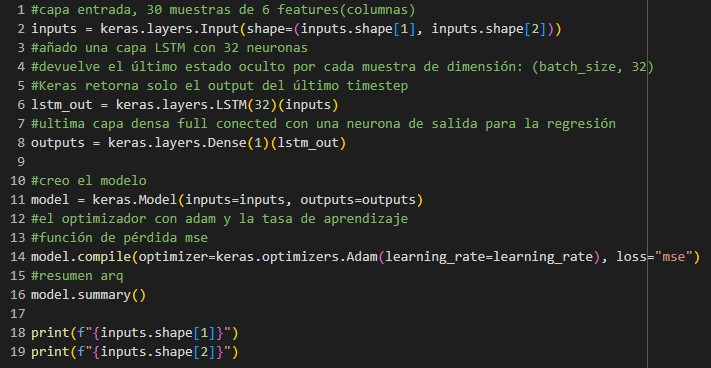 1 #capa entrada, 30 muestras de 6 features(columnas)
2 inputs = keras.layers.Input(shape=(inputs.shape[1], inputs.shape[2]))
3 #añado una capa LSTM con 32 neuronas
4 #devuelve el último estado oculto por cada muestra de dimensión: (batch_size, 32)
5 #Keras retorna solo el output del último timestep
6 lstm_out = keras.layers.LSTM(32)(inputs)
7 #ultima capa densa full conected con una neurona de salida para la regresión
8 outputs = keras.layers.Dense(1)(lstm_out)
9
10 #creo el modelo
11 model = keras.Model(inputs=inputs, outputs=outputs)
12 #el optimizador con adam y la tasa de aprendizaje
13 #función de pérdida mse
14 model.compile(optimizer=keras.optimizers.Adam(learning_rate=learning_rate), loss="mse")
15 #resumen arq
16 model.summary()
17
18 print(f"{inputs.shape[1]}")
19 print(f"{inputs.shape[2]}")